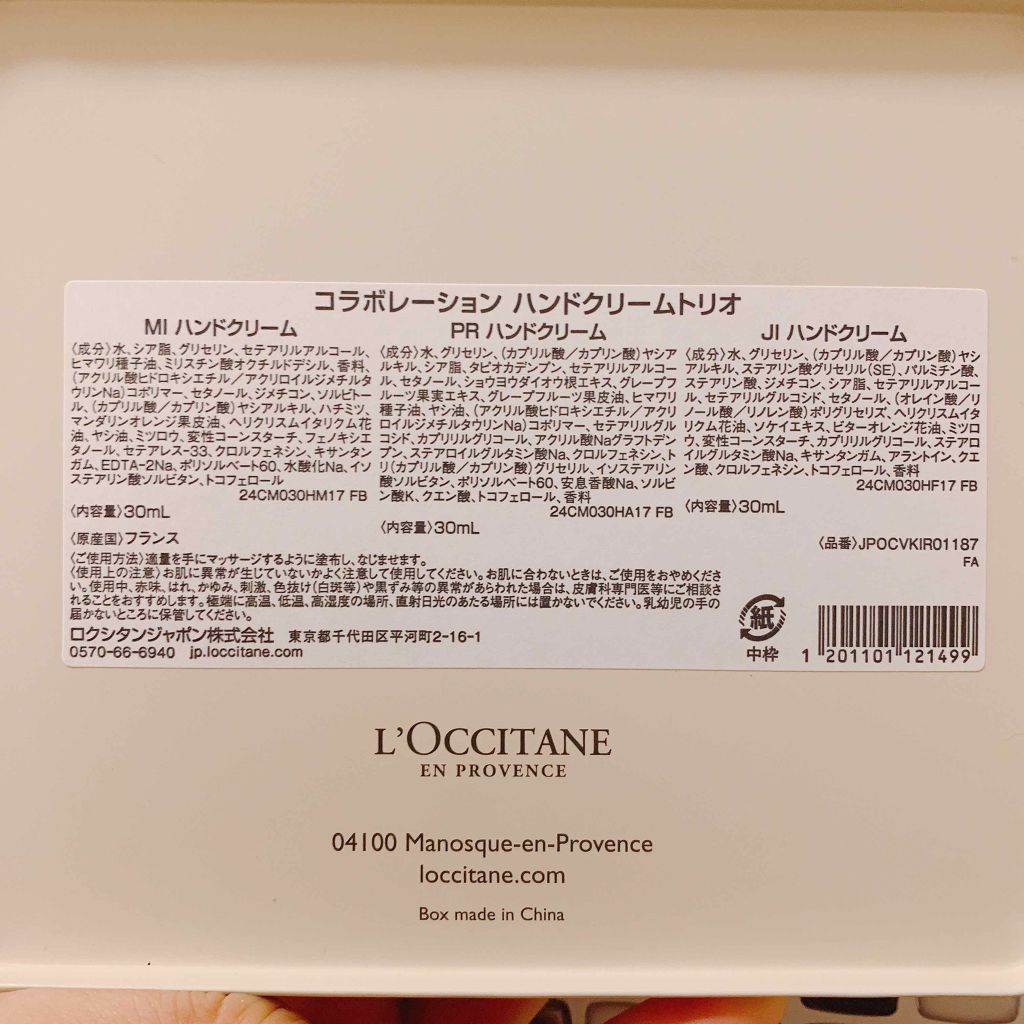 コラボレーション ハンドクリームトリオ
MI ハンドクリーム
〈成分〉水、シア脂、グリセリン、セテアリルアルコール、
ヒマワリ種子油、ミリスチン酸オクチルドデシル、香料、
(アクリル酸ヒドロキシエチル/アクリロイルジメチルタ
ウリンNa)コポリマー、セタノール、ジメチコン、ソルビトー
ル、(カプリル酸/カプリン酸)ヤシアルキル、ハチミツ、
マンダリンオレンジ果皮油、ヘリクリスムイタリクム花
油、ヤシ油、ミツロウ、変性コーンスターチ、フェノキシエ
タノール、セテアレス-33、クロルフェネシン、キサンタン
ガム、EDTA-2Na、ポリソルベート60、水酸化Na、イソ
ステアリン酸ソルビタン、トコフェロール
24CM030HM17 FB
〈内容量〉30mL
PR ハンドクリーム
〈成分〉水、グリセリン、(カプリル酸/カプリン酸)ヤシア
ルキル、シア脂、タピオカデンプン、セテアリルアルコー
ル、セタノール、ショウヨウダイオウ根エキス、グレープフ
ルーツ果実エキス、グレープフルーツ果皮油、ヒマワリ
種子油、ヤシ油、(アクリル酸ヒドロキシエチル/アクリ
ロイルジメチルタウリンNa)コポリマー、セテアリルグル
コシド、カプリリルグリコール、アクリル酸Naグラフトデン
プン、ステアロイルグルタミン酸Na、クロルフェネシン、ト
リ(カプリル酸/カプリン酸)グリセリル、イソステアリン
酸ソルビタン、ポリソルベート60、安息香酸Na、ソルビ
ン酸K、クエン酸、トコフェロール、香料
24CM030HA17 FB
〈内容量〉30mL
JI ハンドクリーム
〈成分〉水、グリセリン、(カプリル酸/カプリン酸)ヤシ
アルキル、ステアリン酸グリセリル(SE)、パルミチン酸、
ステアリン酸、ジメチコン、シア脂、セテアリルアルコー
ル、セテアリルグルコシド、セタノール、(オレイン酸/リ
ノール酸/リノレン酸)ポリグリセリズ、ヘリクリスムイタ
リクム花油、ソケイエキス、ビターオレンジ花油、ミツロ
ウ、変性コーンスターチ、カプリリルグリコール、ステアロ
イルグルタミン酸Na、キサンタンガム、アラントイン、クエ
ン酸、クロルフェネシン、トコフェロール、香料
24CM030HF17 FB
〈内容量〉30mL
〈原産国〉フランス
〈品番〉JPOCVKIR01187
FA
〈ご使用方法〉適量を手にマッサージするように塗布し、なじませます。
〈使用上の注意〉お肌に異常が生じていないかよく注意して使用してください。お肌に合わないときは、ご使用をおやめくださ
い。使用中、赤味、はれ、かゆみ、刺激、色抜け(白斑等)や黒ずみ等の異常があらわれた場合は、皮膚科専門医等にご相談さ
れることをおすすめします。極端に高温、低温、高湿度の場所、直射日光のあたる場所には置かないでください。乳幼児の手の
届かないところに保管してください。
ロクシタンジャポン株式会社 東京都千代田区平河町2-16-1
0570-66-6940 jp.loccitane.com
紙
中枠
1 201101 121499
L'OCCITANE
EN PROVENCE
04100 Manosque-en-Provence
loccitane.com
Box made in China